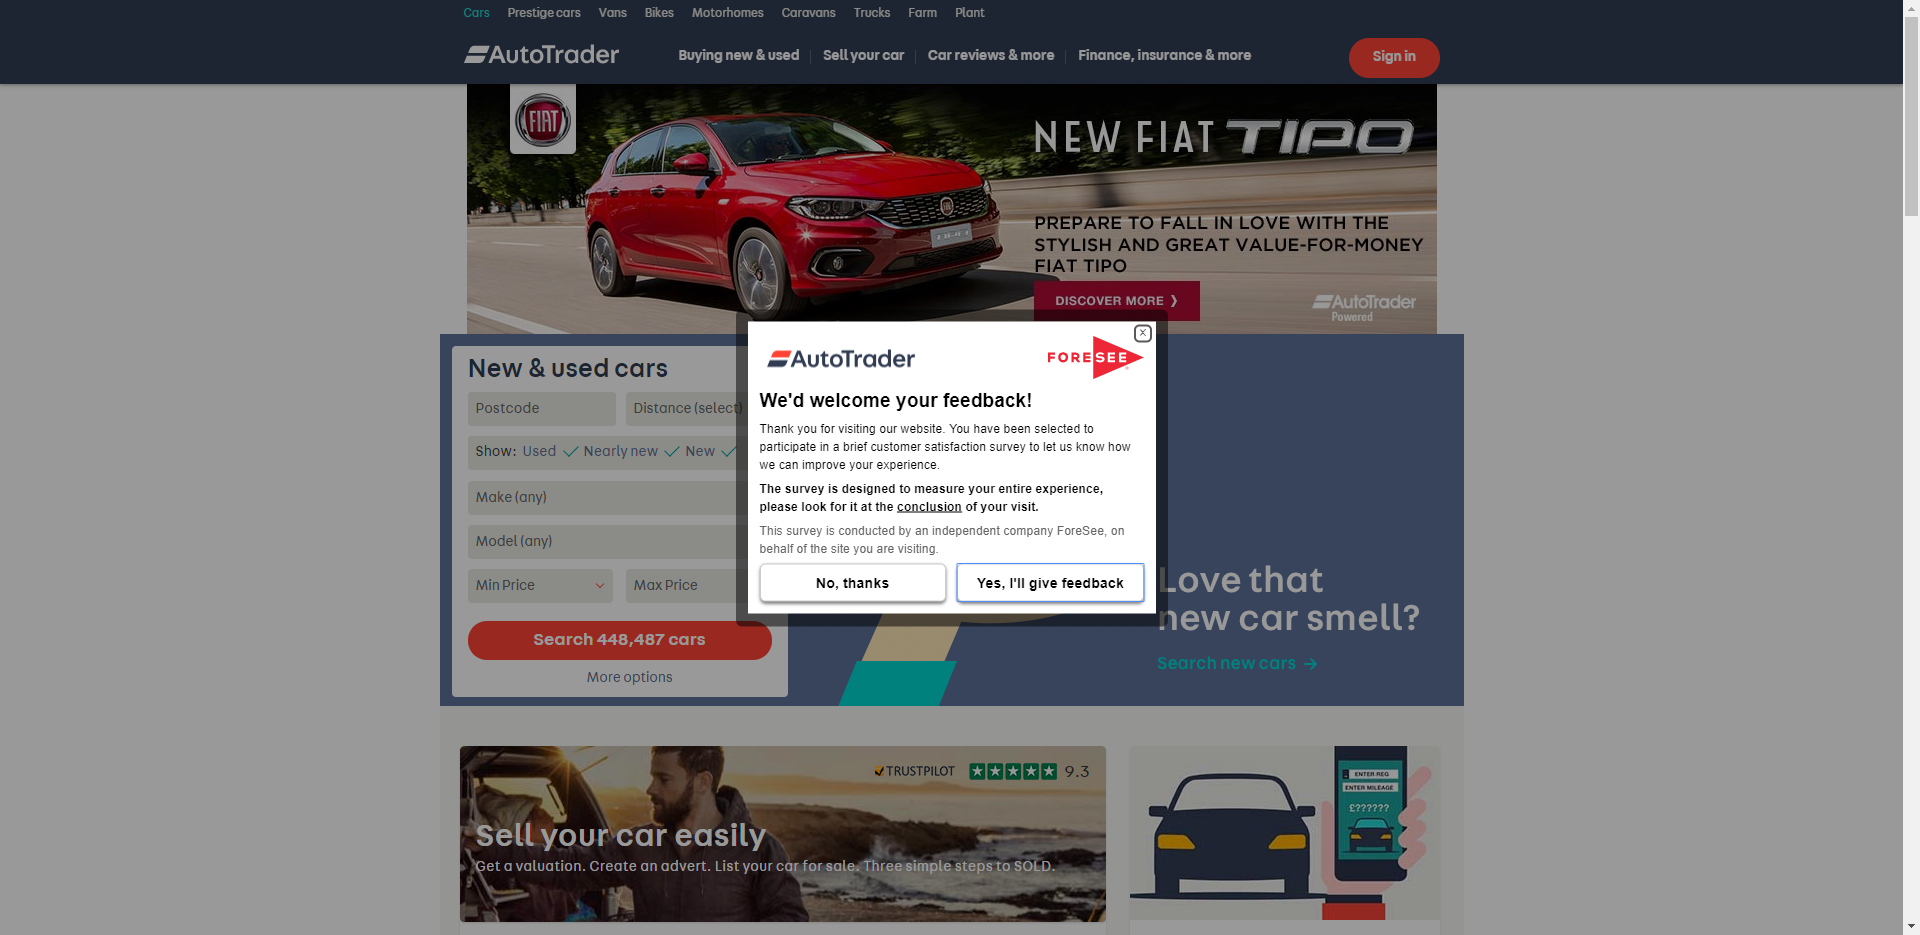 Cars Prestige cars Vans Bikes Motorhomes Caravans Trucks Farm Plant
AutoTrader
Buying new & used
Sell your car
Car reviews & more
Finance, insurance & more
Sign in
FIAT
NEW FIAT TIPO
PREPARE TO FALL IN LOVE WITH THE
STYLISH AND GREAT VALUE-FOR-MONEY
FIAT TIPO
DISCOVER MORE ❯
AutoTrader
Powered
New & used cars
Postcode
Distance (select)
Show: Used Nearly new New
Make (any)
Model (any)
Min Price
Max Price
Search 448,487 cars
More options
X
AutoTrader
FORESEE
We'd welcome your feedback!
Thank you for visiting our website. You have been selected to
participate in a brief customer satisfaction survey to let us know how
we can improve your experience.
The survey is designed to measure your entire experience,
please look for it at the conclusion of your visit.
This survey is conducted by an independent company ForeSee, on
behalf of the site you are visiting.
No, thanks
Yes, I'll give feedback
Love that
new car smell?
Search new cars →
TRUSTPILOT
9.3
Sell your car easily
Get a valuation. Create an advert. List your car for sale. Three simple steps to SOLD.
ENTER REG
ENTER MILEAGE
£??????